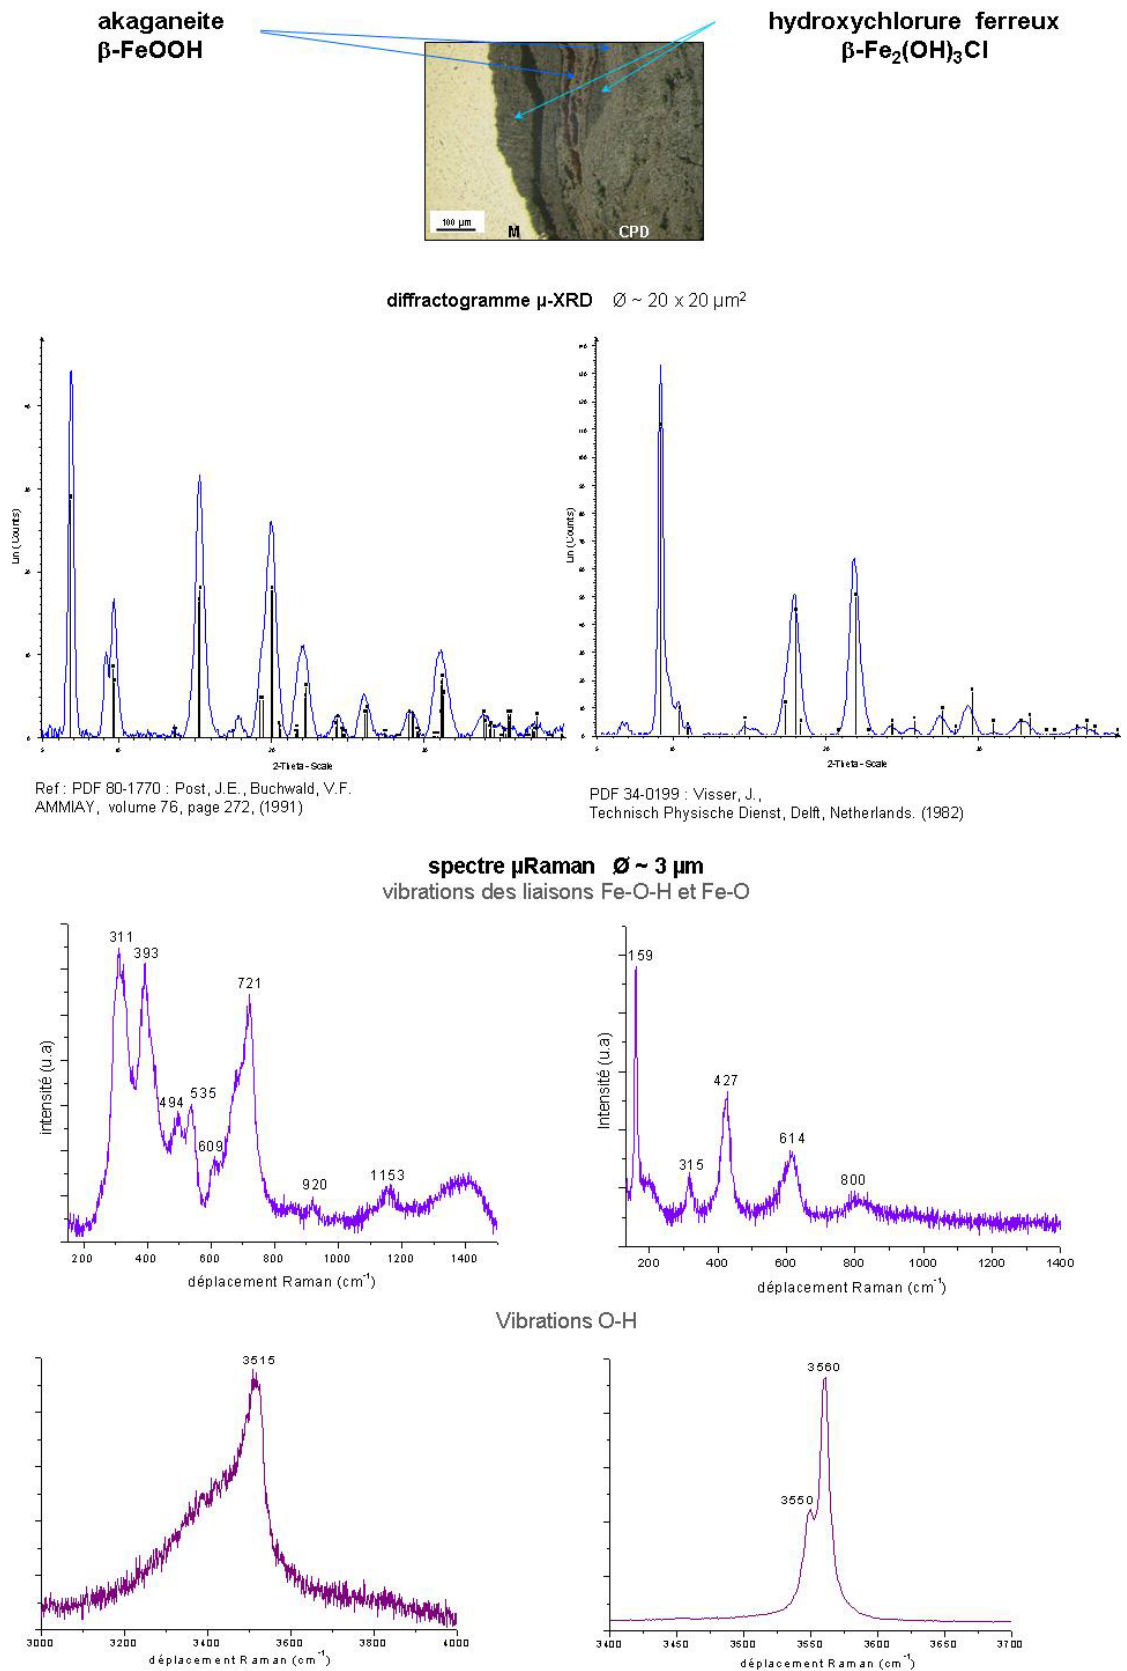 akaganeite
β-FeOOH
hydroxychlorure ferreux
β-Fe2(OH)3Cl
100 µm
M
CPD
diffractogramme µ-XRD Ø ~ 20 x 20 µm²
Lin (Counts)
2-Theta-Scale
Ref : PDF 80-1770 : Post, J.E., Buchwald, V.F.
AMMIAY, volume 76, page 272, (1991)
Lin (Counts)
2-Theta-Scale
PDF 34-0199 : Visser, J.,
Technisch Physische Dienst, Delft, Netherlands. (1982)
spectre µRaman Ø ~ 3 µm
vibrations des liaisons Fe-O-H et Fe-O
311
393
721
494
535
609
920
1153
intensité (u.a)
200 400 600 800 1000 1200 1400
déplacement Raman (cm⁻¹)
159
427
315
614
800
Intensité (u.a)
200 400 600 800 1000 1200 1400
déplacement Raman (cm⁻¹)
Vibrations O-H
3515
3000 3200 3400 3600 3800 4000
déplacement Raman (cm⁻¹)
3560
3550
3400 3450 3500 3550 3600 3650 3700
déplacement Raman (cm⁻¹)